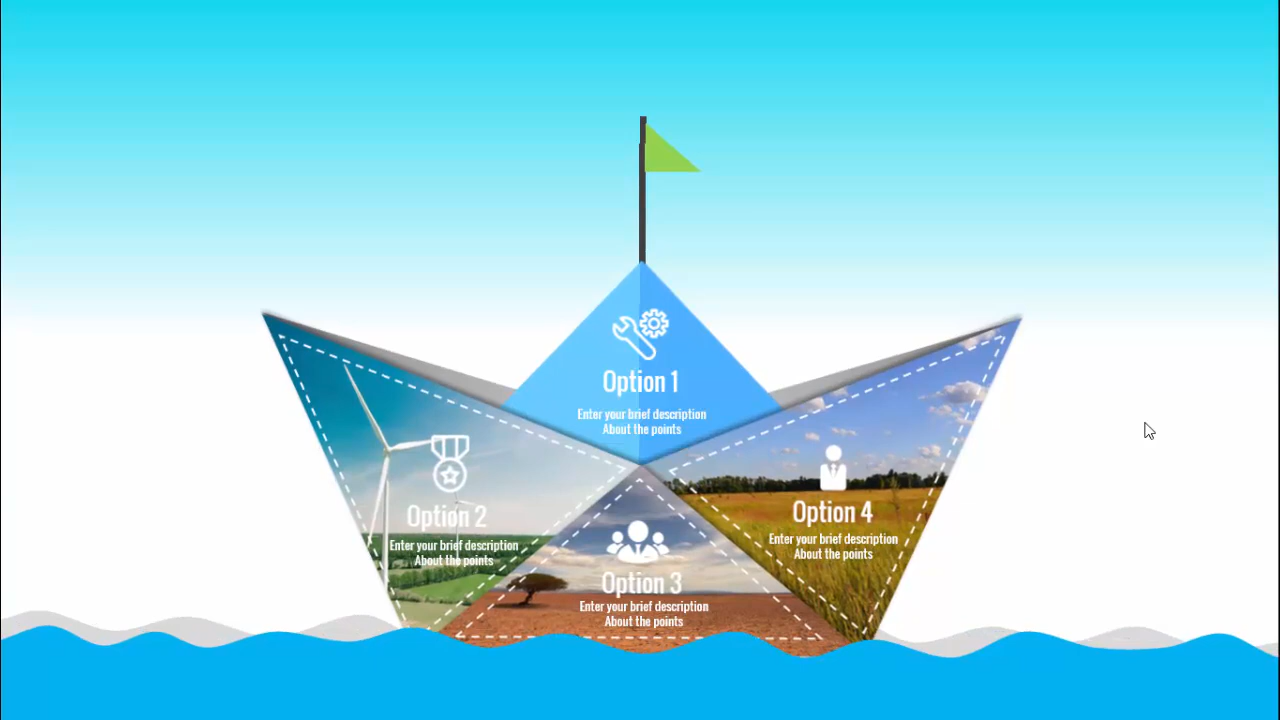 Option 1
Enter your brief description
About the points
Option 2
Enter your brief description
About the points
Option 3
Enter your brief description
About the points
Option 4
Enter your brief description
About the points